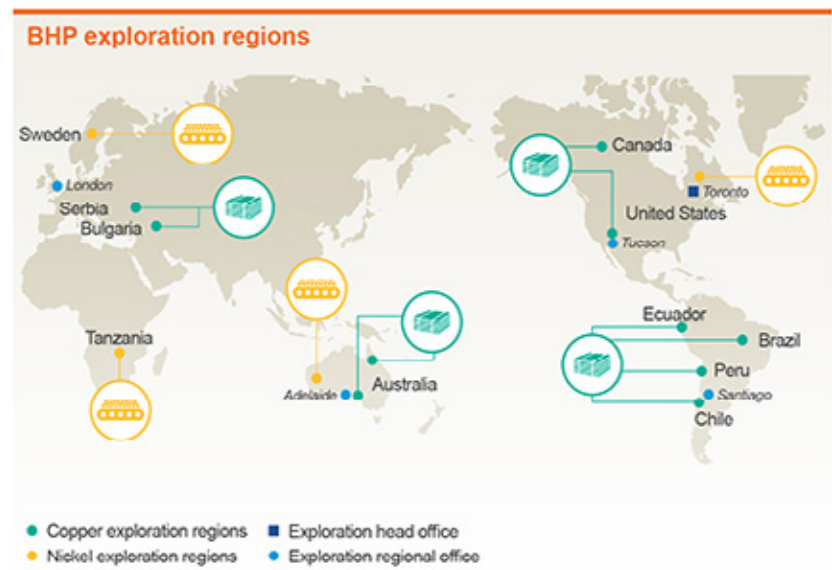 BHP exploration regions
Sweden
London
Serbia
Bulgaria
Tanzania
Adelaide
Australia
Canada
Toronto
United States
Tucson
Ecuador
Brazil
Peru
Santiago
Chile
Copper exploration regions
Exploration head office
Nickel exploration regions
Exploration regional office